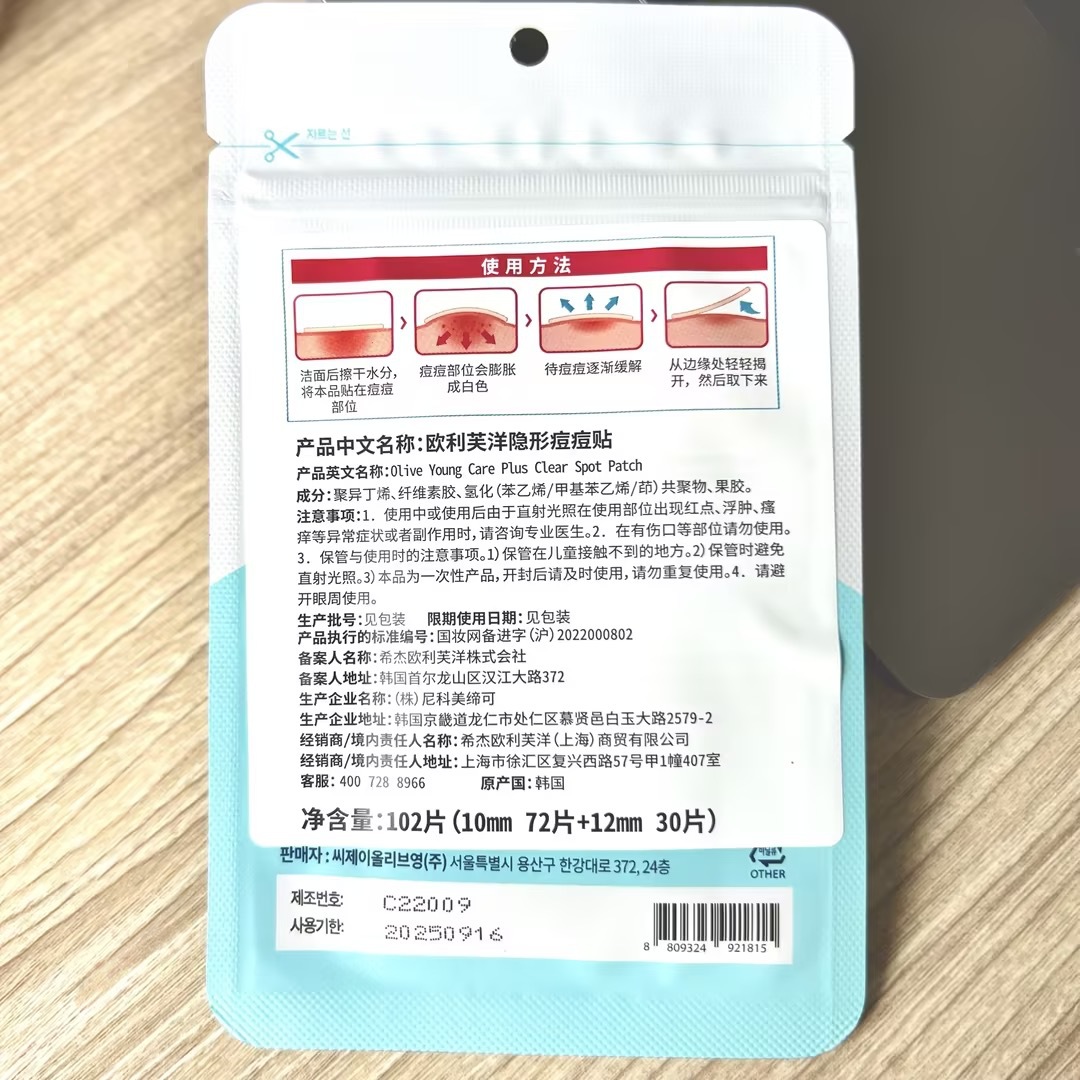 자르는 선
使用方法
洁面后擦干水分，
将本品贴在痘痘
部位
痘痘部位会膨胀
成白色
待痘痘逐渐缓解
从边缘处轻轻揭
开，然后取下来
产品中文名称：欧利芙洋隐形痘痘贴
产品英文名称：Olive Young Care Plus Clear Spot Patch
成分：聚异丁烯、纤维素胶、氢化（苯乙烯/甲基苯乙烯/茚）共聚物、果胶。
注意事项：1. 使用中或使用后由于直射光照在使用部位出现红点、浮肿、瘙
痒等异常症状或者副作用时，请咨询专业医生。2. 在有伤口等部位请勿使用。
3. 保管与使用时的注意事项。1）保管在儿童接触不到的地方。2）保管时避免
直射光照。3）本品为一次性产品，开封后请及时使用，请勿重复使用。4. 请避
开眼周使用。
生产批号：见包装 限期使用日期：见包装
产品执行的标准编号：国妆网备进字（沪）2022000802
备案人名称：希杰欧利芙洋株式会社
备案人地址：韩国首尔龙山区汉江大路372
生产企业名称：（株）尼科美缔可
生产企业地址：韩国京畿道龙仁市处仁区慕贤邑白玉大路2579-2
经销商/境内责任人名称：希杰欧利芙洋（上海）商贸有限公司
经销商/境内责任人地址：上海市徐汇区复兴西路57号甲1幢407室
客服：400 728 8966 原产国：韩国
净含量：102片（10mm 72片+12mm 30片）
판매자 : 씨제이올리브영(주) 서울특별시 용산구 한강대로 372, 24층
OTHER
제조번호: C22009
사용기한: 20250916
8 809324 921815